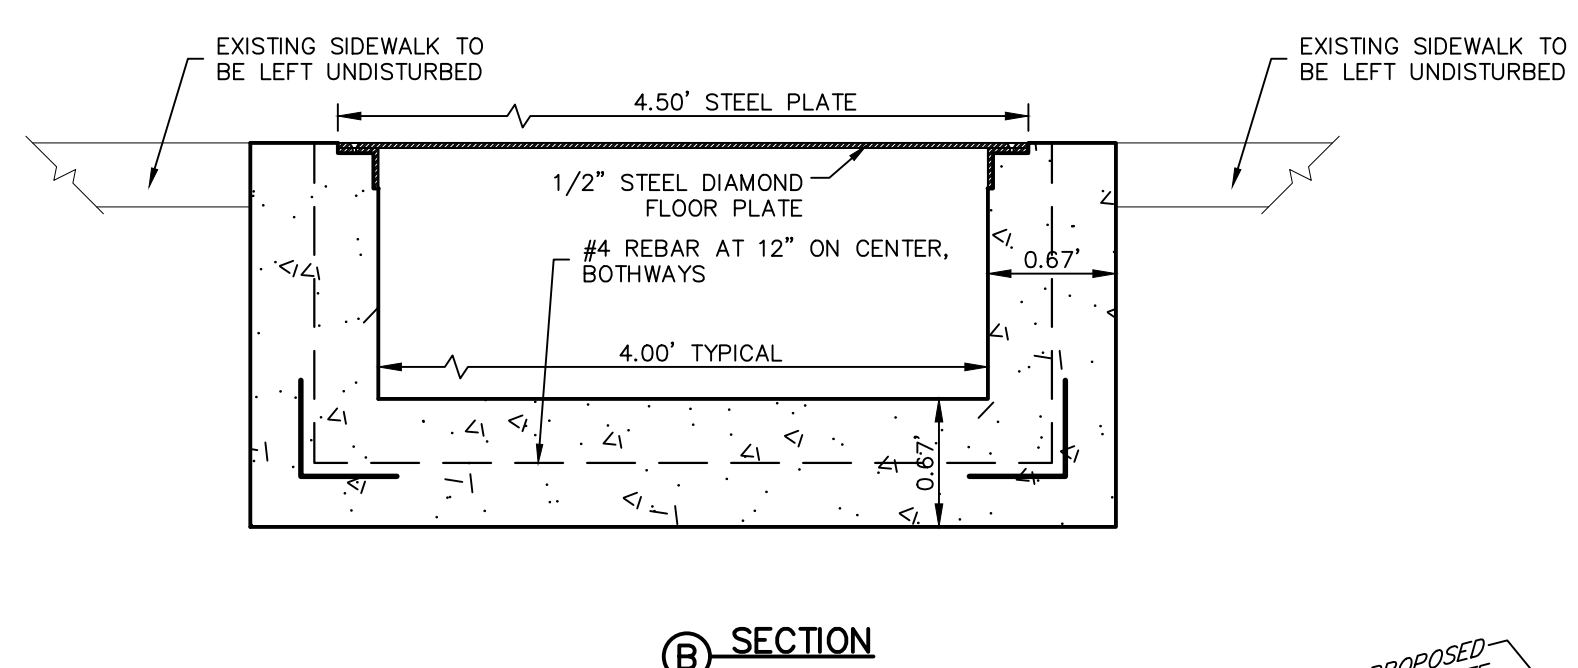 EXISTING SIDEWALK TO
BE LEFT UNDISTURBED
EXISTING SIDEWALK TO
BE LEFT UNDISTURBED
4.50' STEEL PLATE
1/2" STEEL DIAMOND
FLOOR PLATE
#4 REBAR AT 12" ON CENTER,
BOTHWAYS
0.67'
4.00' TYPICAL
0.67'
B SECTION
PROPOSED